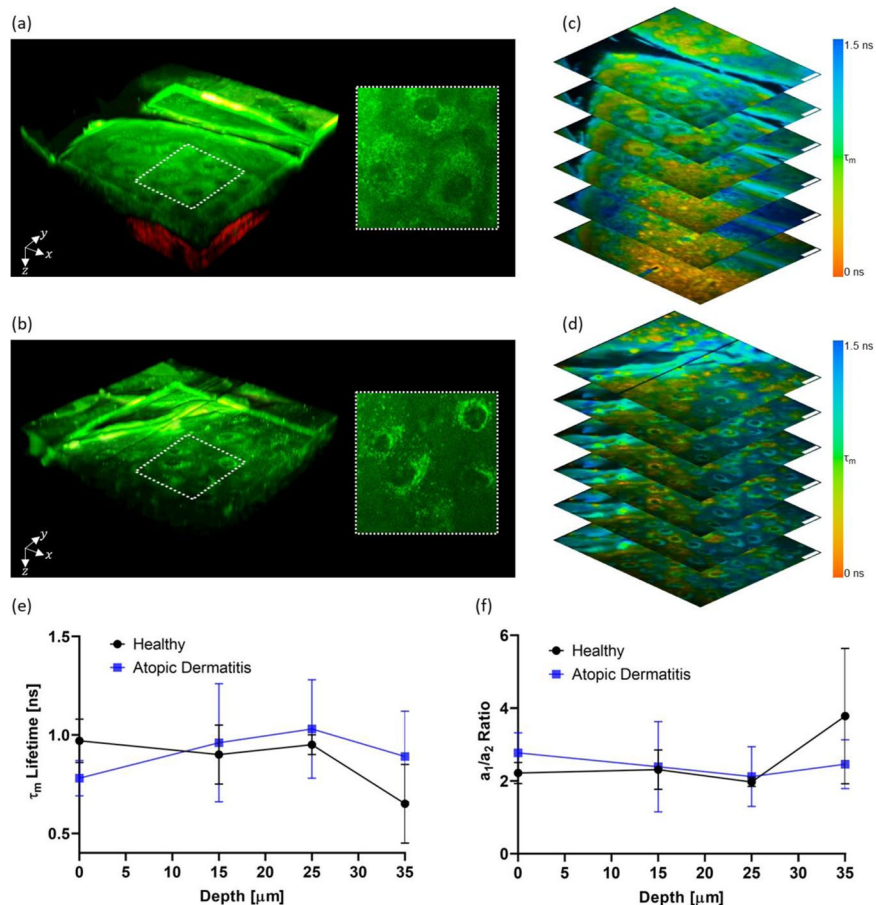 (a)
y
x
z
(b)
y
x
z
(c)
1.5 ns
τm
0 ns
(d)
1.5 ns
τm
0 ns
(e)
1.5
1.0
0.5
τm Lifetime [ns]
Healthy
Atopic Dermatitis
0 5 10 15 20 25 30 35
Depth [μm]
(f)
6
4
2
0
a1/a2 Ratio
Healthy
Atopic Dermatitis
0 5 10 15 20 25 30 35
Depth [μm]